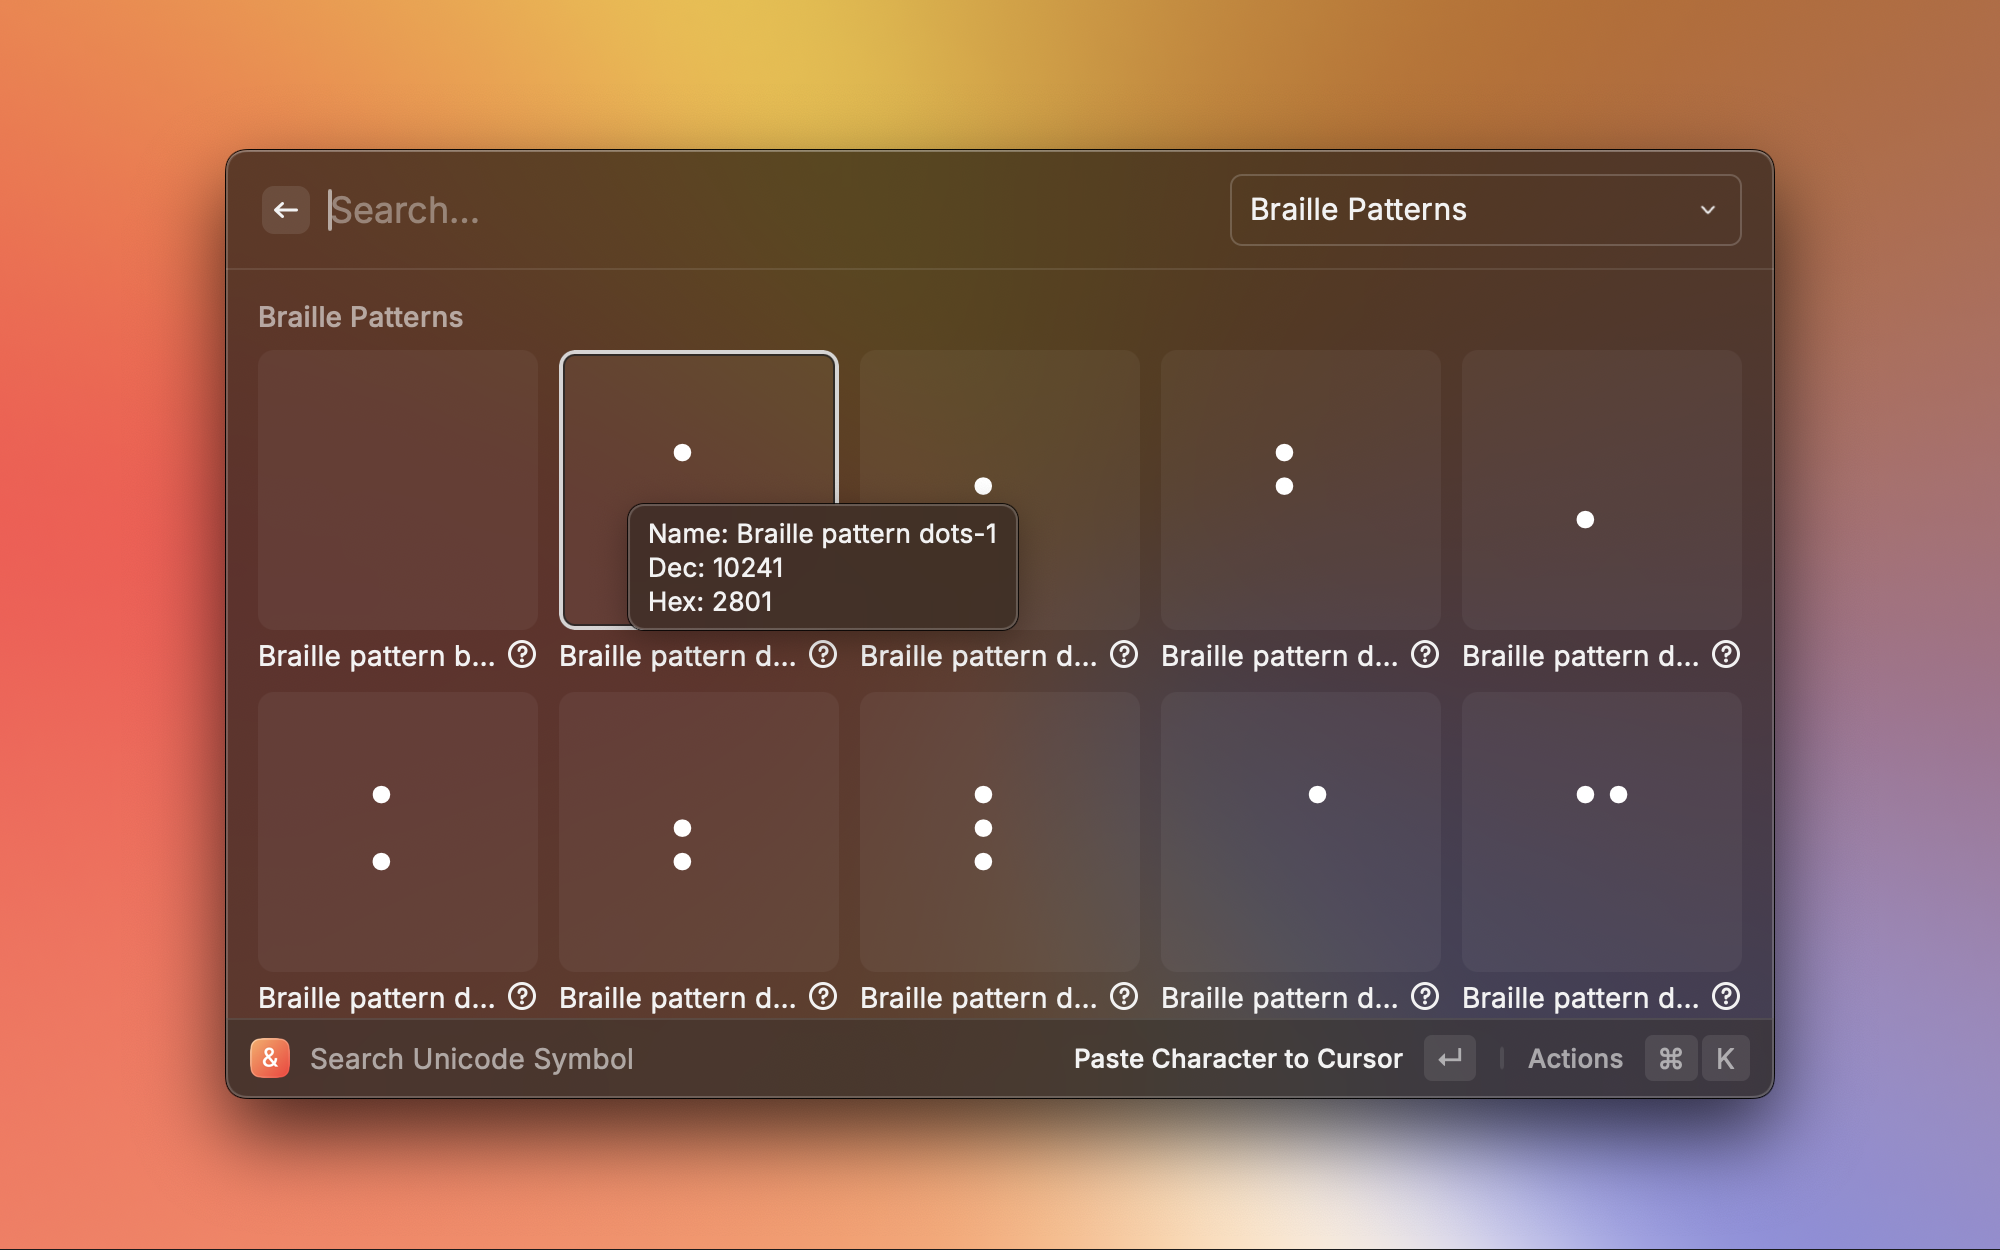 Search...
Braille Patterns
Braille Patterns
Name: Braille pattern dots-1
Dec: 10241
Hex: 2801
Braille pattern b...
Braille pattern d...
Braille pattern d...
Braille pattern d...
Braille pattern d...
Braille pattern d...
Braille pattern d...
Braille pattern d...
Braille pattern d...
Braille pattern d...
& Search Unicode Symbol
Paste Character to Cursor
Actions ⌘ K